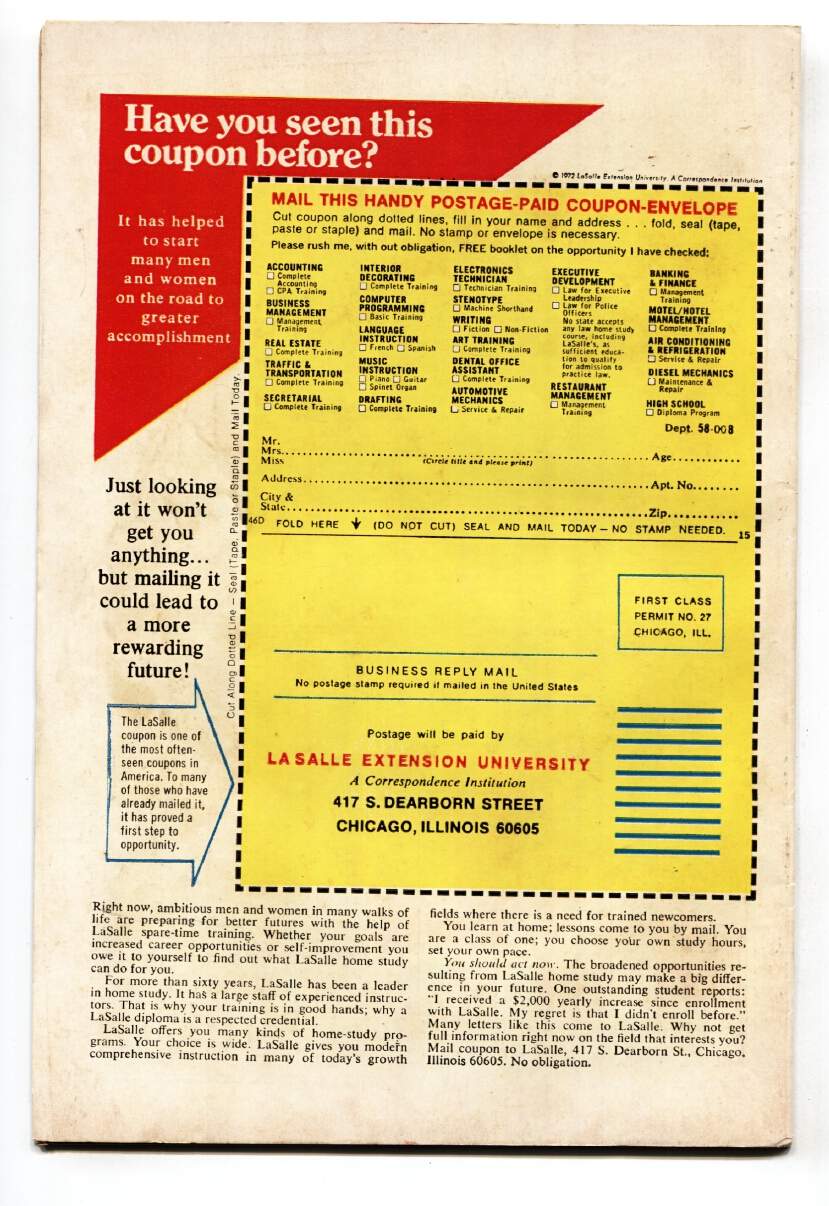 Have you seen this
coupon before?
© 1972 LaSalle Extension University. A Correspondence Institution
It has helped
to start
many men
and women
on the road to
greater
accomplishment
Just looking
at it won't
get you
anything...
but mailing it
could lead to
a more
rewarding
future!
The LaSalle
coupon is one of
the most often-
seen coupons in
America. To many
of those who have
already mailed it,
it has proved a
first step to
opportunity.
Cut Along Dotted Line – Seal (Tape, Paste or Staple) and Mail Today.
MAIL THIS HANDY POSTAGE-PAID COUPON-ENVELOPE
Cut coupon along dotted lines, fill in your name and address . . . fold, seal (tape,
paste or staple) and mail. No stamp or envelope is necessary.
Please rush me, with out obligation, FREE booklet on the opportunity I have checked:
ACCOUNTING
☐ Complete
Accounting
☐ CPA Training
BUSINESS
MANAGEMENT
☐ Management
Training
REAL ESTATE
☐ Complete Training
TRAFFIC &
TRANSPORTATION
☐ Complete Training
SECRETARIAL
☐ Complete Training
INTERIOR
DECORATING
☐ Complete Training
COMPUTER
PROGRAMMING
☐ Basic Training
LANGUAGE
INSTRUCTION
☐ French ☐ Spanish
MUSIC
INSTRUCTION
☐ Piano ☐ Guitar
☐ Spinet Organ
DRAFTING
☐ Complete Training
ELECTRONICS
TECHNICIAN
☐ Technician Training
STENOTYPE
☐ Machine Shorthand
WRITING
☐ Fiction ☐ Non-Fiction
ART TRAINING
☐ Complete Training
DENTAL OFFICE
ASSISTANT
☐ Complete Training
AUTOMOTIVE
MECHANICS
☐ Service & Repair
EXECUTIVE
DEVELOPMENT
☐ Law for Executive
Leadership
☐ Law for Police
Officers
No state accepts
any law home study
course, including
LaSalle's, as
sufficient educa-
tion to qualify
for admission to
practice law.
RESTAURANT
MANAGEMENT
☐ Management
Training
BANKING
& FINANCE
☐ Management
Training
MOTEL/HOTEL
MANAGEMENT
☐ Complete Training
AIR CONDITIONING
& REFRIGERATION
☐ Service & Repair
DIESEL MECHANICS
☐ Maintenance &
Repair
HIGH SCHOOL
☐ Diploma Program
Dept. 58-008
Mr.
Mrs. Age
Miss (Circle title and please print)
Address Apt. No.
City &
State Zip
46D FOLD HERE ↓ (DO NOT CUT) SEAL AND MAIL TODAY – NO STAMP NEEDED. 15
FIRST CLASS
PERMIT NO. 27
CHICAGO, ILL.
BUSINESS REPLY MAIL
No postage stamp required if mailed in the United States
Postage will be paid by
LA SALLE EXTENSION UNIVERSITY
A Correspondence Institution
417 S. DEARBORN STREET
CHICAGO, ILLINOIS 60605
Right now, ambitious men and women in many walks of
life are preparing for better futures with the help of
LaSalle spare-time training. Whether your goals are
increased career opportunities or self-improvement you
owe it to yourself to find out what LaSalle home study
can do for you.
For more than sixty years, LaSalle has been a leader
in home study. It has a large staff of experienced instruc-
tors. That is why your training is in good hands; why a
LaSalle diploma is a respected credential.
LaSalle offers you many kinds of home-study pro-
grams. Your choice is wide. LaSalle gives you modern
comprehensive instruction in many of today's growth
fields where there is a need for trained newcomers.
You learn at home; lessons come to you by mail. You
are a class of one; you choose your own study hours,
set your own pace.
You should act now. The broadened opportunities re-
sulting from LaSalle home study may make a big differ-
ence in your future. One outstanding student reports:
"I received a $2,000 yearly increase since enrollment
with LaSalle. My regret is that I didn't enroll before."
Many letters like this come to LaSalle. Why not get
full information right now on the field that interests you?
Mail coupon to LaSalle, 417 S. Dearborn St., Chicago,
Illinois 60605. No obligation.